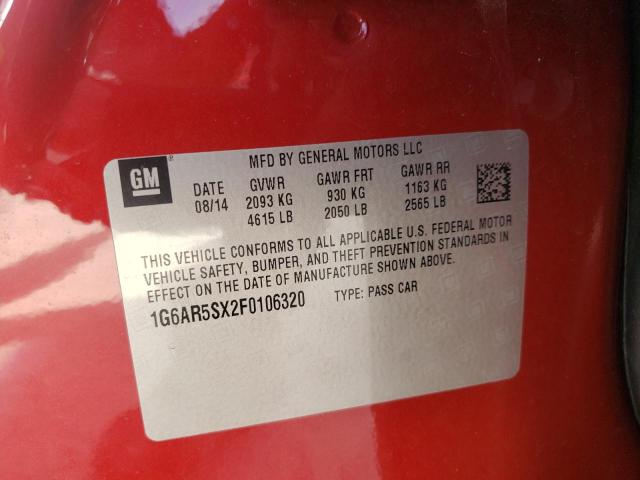 GM ®
MFD BY GENERAL MOTORS LLC
DATE GVWR GAWR FRT GAWR RR
08/14 2093 KG 930 KG 1163 KG
4615 LB 2050 LB 2565 LB
THIS VEHICLE CONFORMS TO ALL APPLICABLE U.S. FEDERAL MOTOR
VEHICLE SAFETY, BUMPER, AND THEFT PREVENTION STANDARDS IN
EFFECT ON THE DATE OF MANUFACTURE SHOWN ABOVE.
1G6AR5SX2F0106320 TYPE: PASS CAR